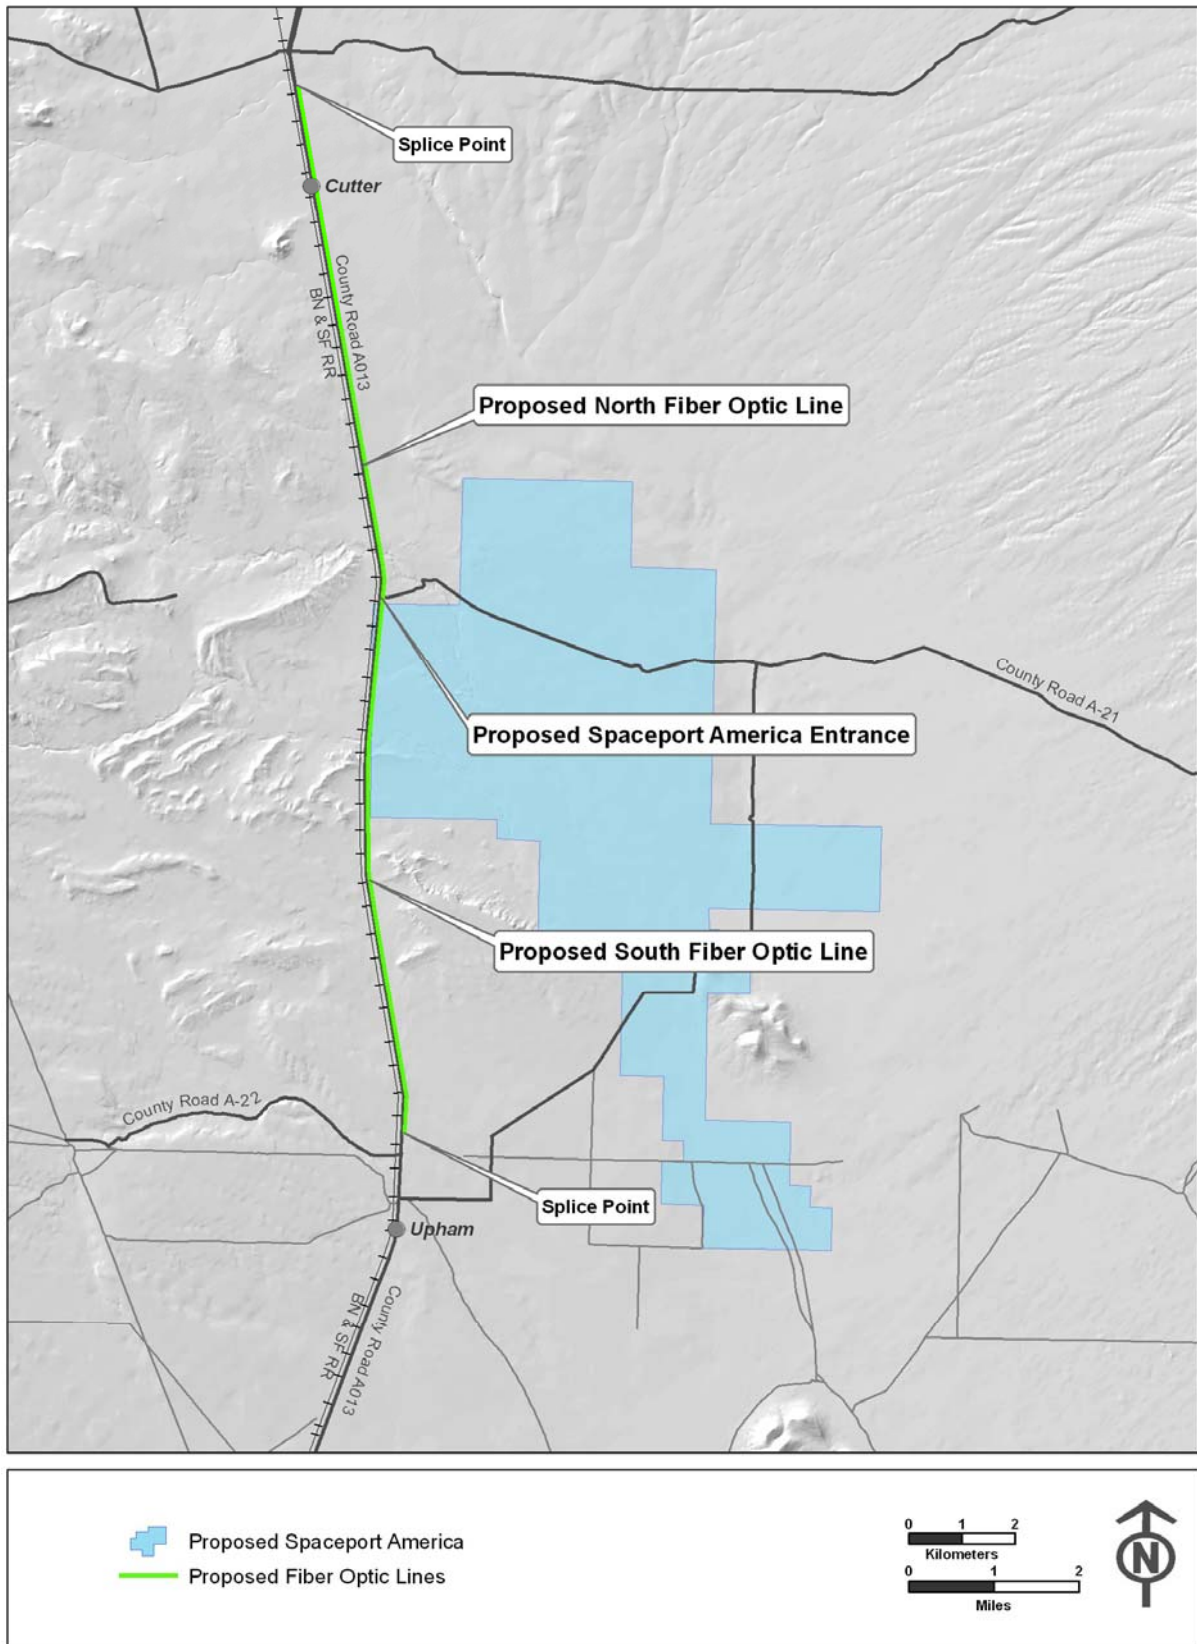 Splice Point
Cutter
County Road A013
BN & SF RR
Proposed North Fiber Optic Line
County Road A-21
Proposed Spaceport America Entrance
Proposed South Fiber Optic Line
County Road A-22
Splice Point
Upham
County Road A013
BN & SF RR
Proposed Spaceport America
Proposed Fiber Optic Lines
0 1 2
Kilometers
0 1 2
Miles
N